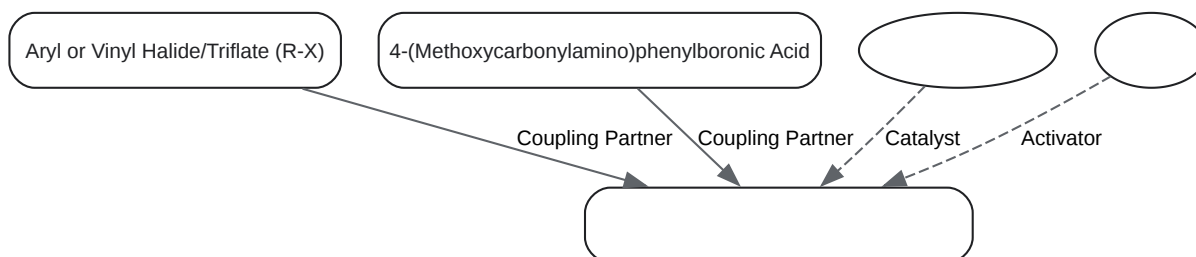 Aryl or Vinyl Halide/Triflate (R-X)
4-(Methoxycarbonylamino)phenylboronic Acid
Coupling Partner
Coupling Partner
Catalyst
Activator